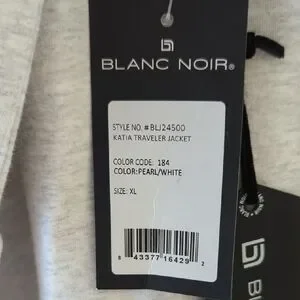 BLANC NOIR®
STYLE NO. #BLJ24500
KATIA TRAVELER JACKET
COLOR CODE: 184
COLOR:PEARL/WHITE
SIZE: XL
8 43377 16429 2